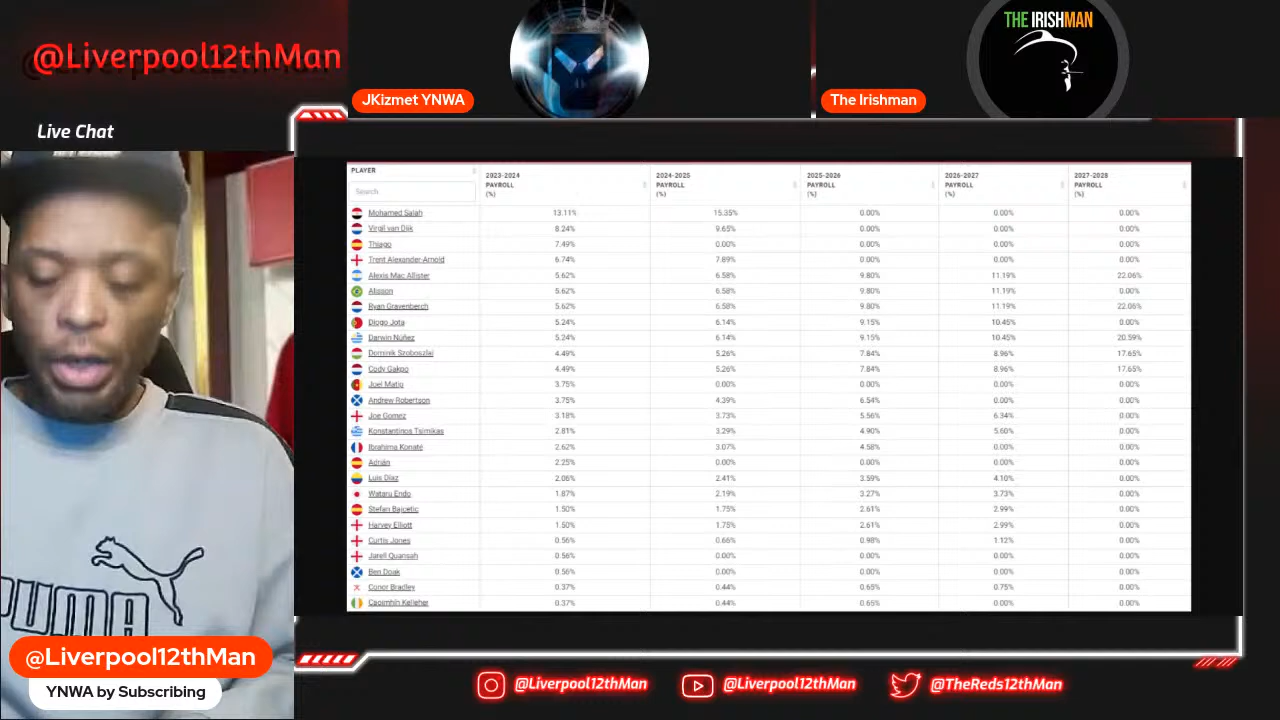 @Liverpool12thMan
THE IRISHMAN
JKizmet YNWA
The Irishman
Live Chat
PLAYER
Search
2023-2024 PAYROLL (%)
2024-2025 PAYROLL (%)
2025-2026 PAYROLL (%)
2026-2027 PAYROLL (%)
2027-2028 PAYROLL (%)
Mohamed Salah 13.11% 15.35% 0.00% 0.00% 0.00%
Virgil van Dijk 8.24% 9.65% 0.00% 0.00% 0.00%
Thiago 7.49% 0.00% 0.00% 0.00% 0.00%
Trent Alexander-Arnold 6.74% 7.89% 0.00% 0.00% 0.00%
Alexis Mac Allister 5.62% 6.58% 9.80% 11.19% 22.06%
Alisson 5.62% 6.58% 9.80% 11.19% 0.00%
Ryan Gravenberch 5.62% 6.58% 9.80% 11.19% 22.06%
Diogo Jota 5.24% 6.14% 9.15% 10.45% 0.00%
Darwin Núñez 5.24% 6.14% 9.15% 10.45% 20.59%
Dominik Szoboszlai 4.49% 5.26% 7.84% 8.96% 17.65%
Cody Gakpo 4.49% 5.26% 7.84% 8.96% 17.65%
Joel Matip 3.75% 0.00% 0.00% 0.00% 0.00%
Andrew Robertson 3.75% 4.39% 6.54% 0.00% 0.00%
Joe Gomez 3.18% 3.73% 5.56% 6.34% 0.00%
Konstantinos Tsimikas 2.81% 3.29% 4.90% 5.60% 0.00%
Ibrahima Konaté 2.62% 3.07% 4.58% 0.00% 0.00%
Adrián 2.25% 0.00% 0.00% 0.00% 0.00%
Luis Díaz 2.06% 2.41% 3.59% 4.10% 0.00%
Wataru Endo 1.87% 2.19% 3.27% 3.73% 0.00%
Stefan Bajcetic 1.50% 1.75% 2.61% 2.99% 0.00%
Harvey Elliott 1.50% 1.75% 2.61% 2.99% 0.00%
Curtis Jones 0.56% 0.66% 0.98% 1.12% 0.00%
Jarell Quansah 0.56% 0.00% 0.00% 0.00% 0.00%
Ben Doak 0.56% 0.00% 0.00% 0.00% 0.00%
Conor Bradley 0.37% 0.44% 0.65% 0.75% 0.00%
Caoimhin Kelleher 0.37% 0.44% 0.65% 0.00% 0.00%
PUMA
@Liverpool12thMan
YNWA by Subscribing
@Liverpool12thMan
@Liverpool12thMan
@TheReds12thMan